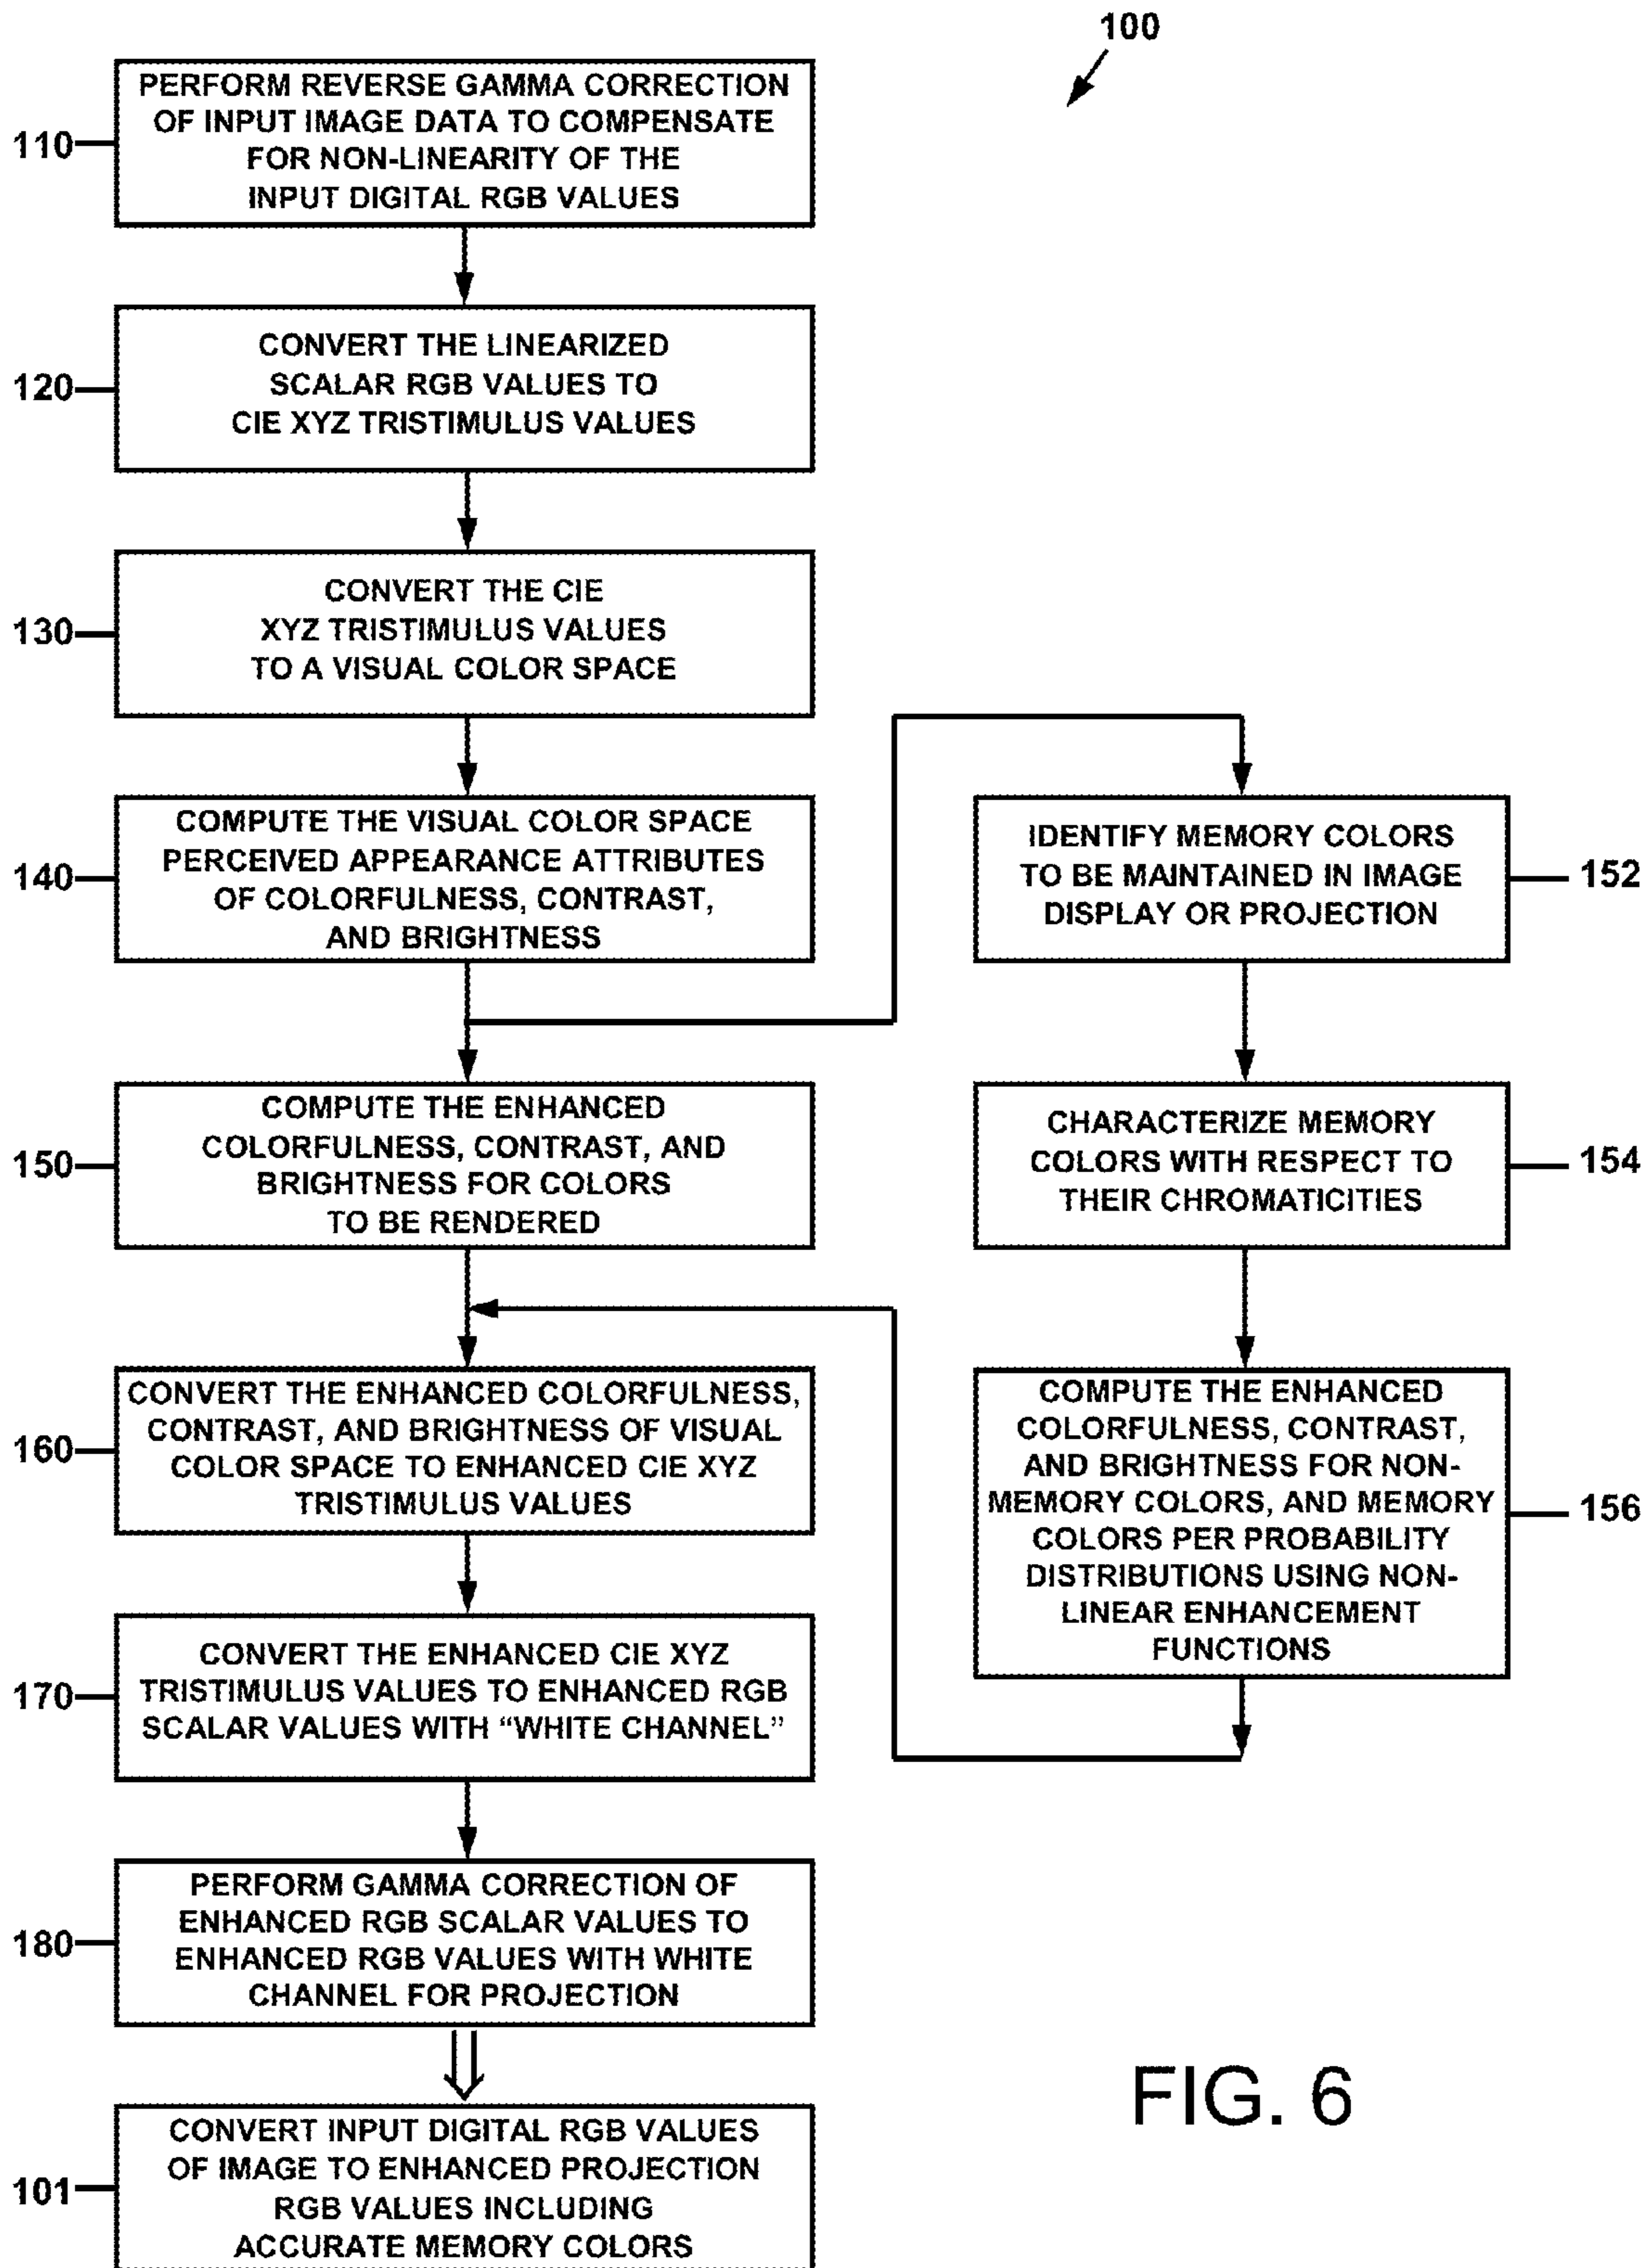 100
110
PERFORM REVERSE GAMMA CORRECTION
OF INPUT IMAGE DATA TO COMPENSATE
FOR NON-LINEARITY OF THE
INPUT DIGITAL RGB VALUES
120
CONVERT THE LINEARIZED
SCALAR RGB VALUES TO
CIE XYZ TRISTIMULUS VALUES
130
CONVERT THE CIE
XYZ TRISTIMULUS VALUES
TO A VISUAL COLOR SPACE
140
COMPUTE THE VISUAL COLOR SPACE
PERCEIVED APPEARANCE ATTRIBUTES
OF COLORFULNESS, CONTRAST,
AND BRIGHTNESS
150
COMPUTE THE ENHANCED
COLORFULNESS, CONTRAST, AND
BRIGHTNESS FOR COLORS
TO BE RENDERED
IDENTIFY MEMORY COLORS
TO BE MAINTAINED IN IMAGE
DISPLAY OR PROJECTION
152
CHARACTERIZE MEMORY
COLORS WITH RESPECT TO
THEIR CHROMATICITIES
154
COMPUTE THE ENHANCED
COLORFULNESS, CONTRAST,
AND BRIGHTNESS FOR NON-
MEMORY COLORS, AND MEMORY
COLORS PER PROBABILITY
DISTRIBUTIONS USING NON-
LINEAR ENHANCEMENT
FUNCTIONS
156
160
CONVERT THE ENHANCED COLORFULNESS,
CONTRAST, AND BRIGHTNESS OF VISUAL
COLOR SPACE TO ENHANCED CIE XYZ
TRISTIMULUS VALUES
170
CONVERT THE ENHANCED CIE XYZ
TRISTIMULUS VALUES TO ENHANCED RGB
SCALAR VALUES WITH “WHITE CHANNEL”
180
PERFORM GAMMA CORRECTION OF
ENHANCED RGB SCALAR VALUES TO
ENHANCED RGB VALUES WITH WHITE
CHANNEL FOR PROJECTION
101
CONVERT INPUT DIGITAL RGB VALUES
OF IMAGE TO ENHANCED PROJECTION
RGB VALUES INCLUDING
ACCURATE MEMORY COLORS
FIG. 6